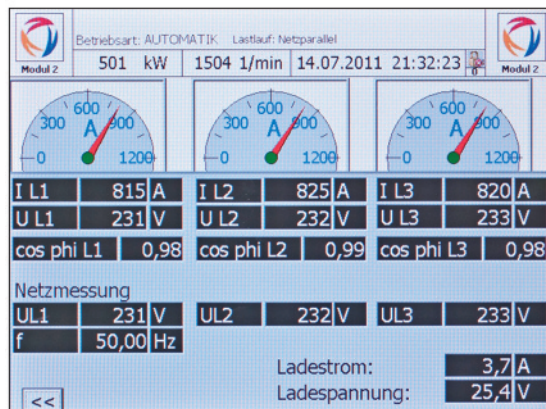 Betriebsart: AUTOMATIK Lastlauf: Netzparallel
Modul 2 501 kW 1504 1/min 14.07.2011 21:32:23 Modul 2
0 300 600 900 1200 A
0 300 600 900 1200 A
0 300 600 900 1200 A
I L1 815 A I L2 825 A I L3 820 A
U L1 231 V U L2 232 V U L3 233 V
cos phi L1 0,98 cos phi L2 0,99 cos phi L3 0,98
Netzmessung
UL1 231 V UL2 232 V UL3 233 V
f 50,00 Hz
Ladestrom: 3,7 A
<< Ladespannung: 25,4 V